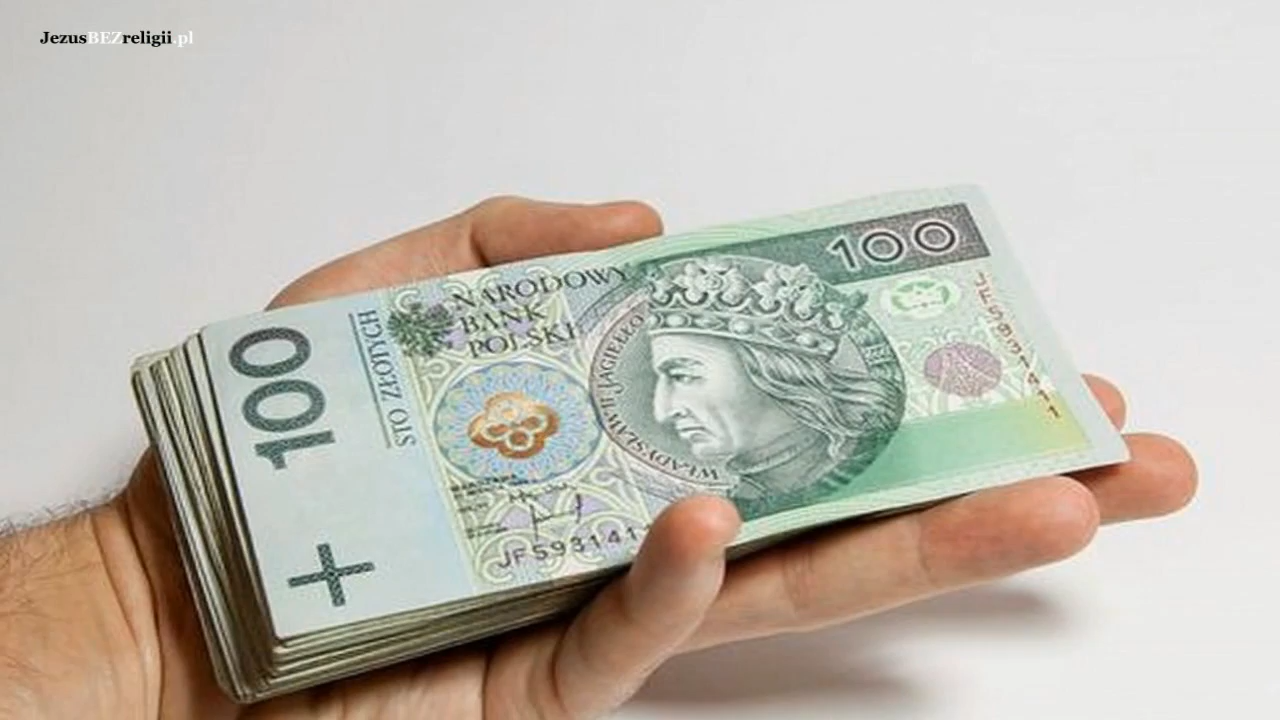 JezusBEZreligii.pl
100
NARODOWY
BANK
POLSKI
100
STO ZŁOTYCH
WŁADYSŁAW II JAGIEŁŁO